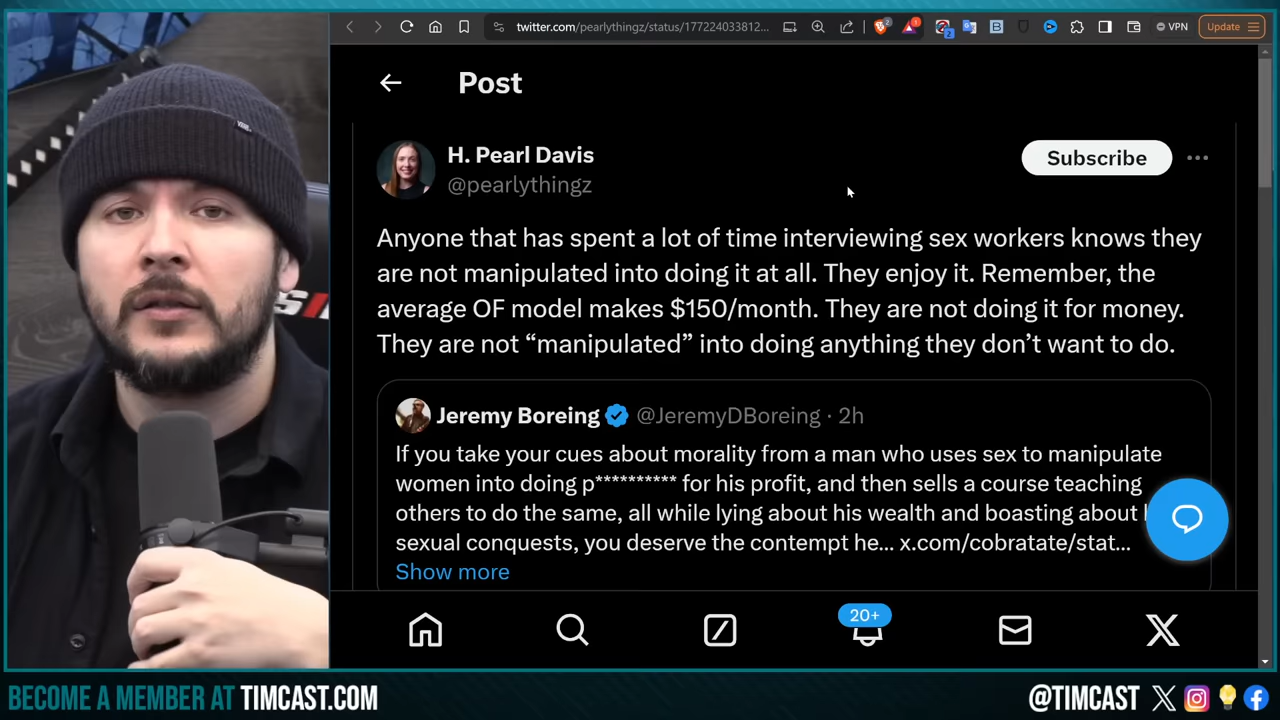 twitter.com/pearlythingz/status/177224033812...
2
1
2
VPN
Update
Post
H. Pearl Davis
@pearlythingz
Subscribe
Anyone that has spent a lot of time interviewing sex workers knows they
are not manipulated into doing it at all. They enjoy it. Remember, the
average OF model makes $150/month. They are not doing it for money.
They are not “manipulated” into doing anything they don’t want to do.
Jeremy Boreing @JeremyDBoreing · 2h
If you take your cues about morality from a man who uses sex to manipulate
women into doing p********** for his profit, and then sells a course teaching
others to do the same, all while lying about his wealth and boasting about
sexual conquests, you deserve the contempt he... x.com/cobratate/stat...
Show more
20+
BECOME A MEMBER AT TIMCAST.COM
@TIMCAST